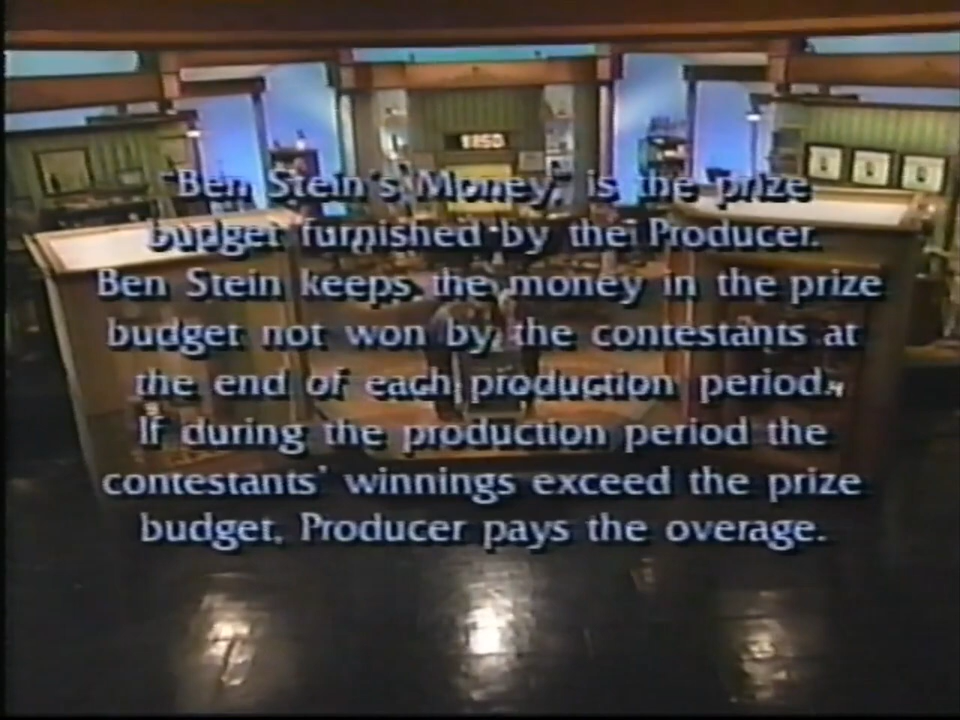 "Ben Stein's Money," is the prize
budget furnished by the Producer.
Ben Stein keeps the money in the prize
budget not won by the contestants at
the end of each production period.
If during the production period the
contestants' winnings exceed the prize
budget, Producer pays the overage.